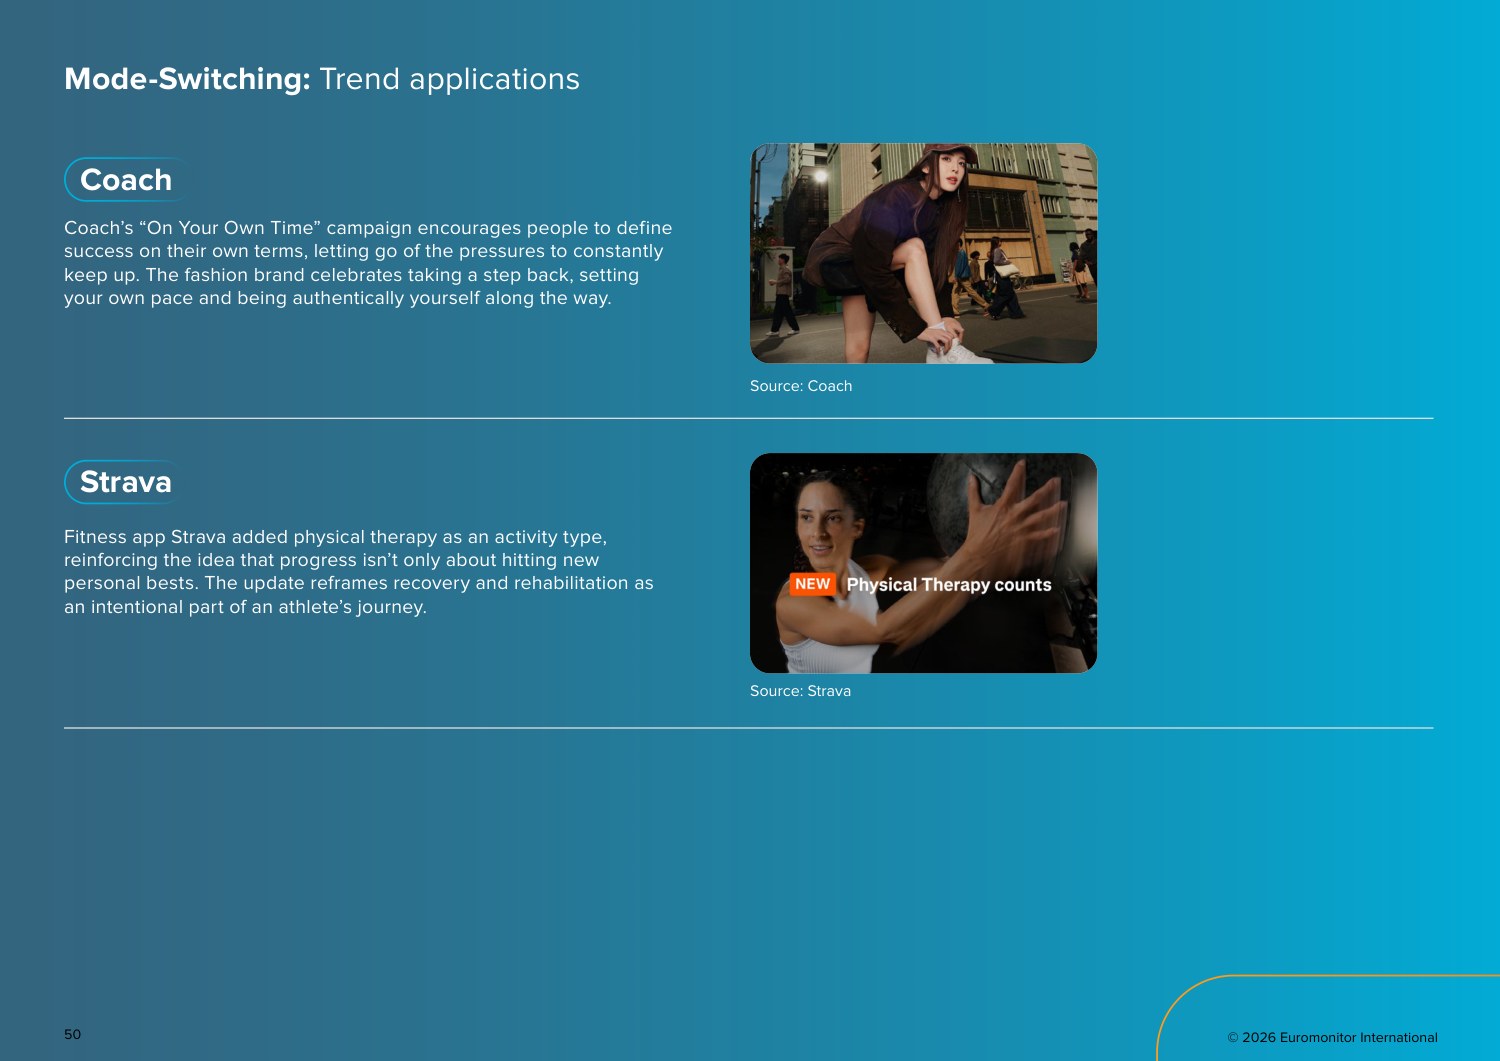 Mode-Switching: Trend applications
Coach
Coach’s “On Your Own Time” campaign encourages people to define
success on their own terms, letting go of the pressures to constantly
keep up. The fashion brand celebrates taking a step back, setting
your own pace and being authentically yourself along the way.
Source: Coach
Strava
Fitness app Strava added physical therapy as an activity type,
reinforcing the idea that progress isn’t only about hitting new
personal bests. The update reframes recovery and rehabilitation as
an intentional part of an athlete’s journey.
NEW Physical Therapy counts
Source: Strava
50
© 2026 Euromonitor International